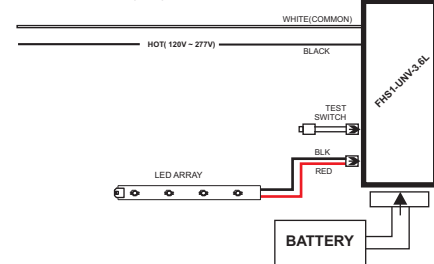 WHITE(COMMON)
HOT( 120V ~ 277V)
BLACK
FHS1-UNV-3.6L
TEST
SWITCH
BLK
RED
LED ARRAY
BATTERY